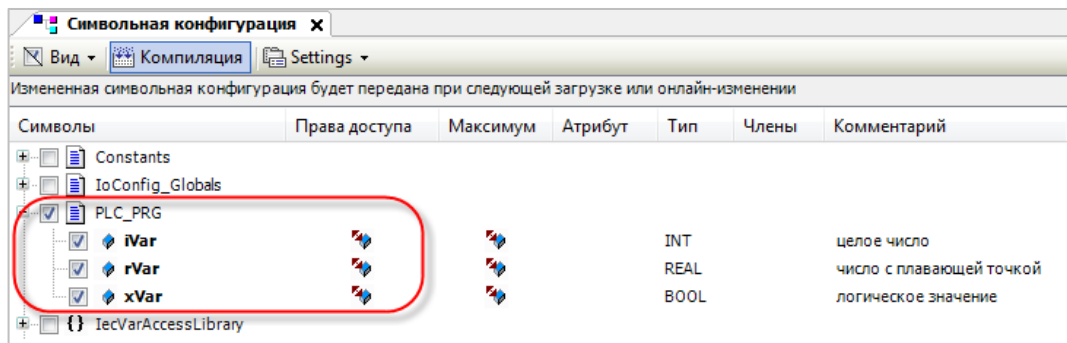 Символьная конфигурация X
Вид Компиляция Settings
Измененная символьная конфигурация будет передана при следующей загрузке или онлайн-изменении
Символы Права доступа Максимум Атрибут Тип Члены Комментарий
Constants
IoConfig_Globals
PLC_PRG
iVar INT целое число
rVar REAL число с плавающей точкой
xVar BOOL логическое значение
{} IecVarAccessLibrary